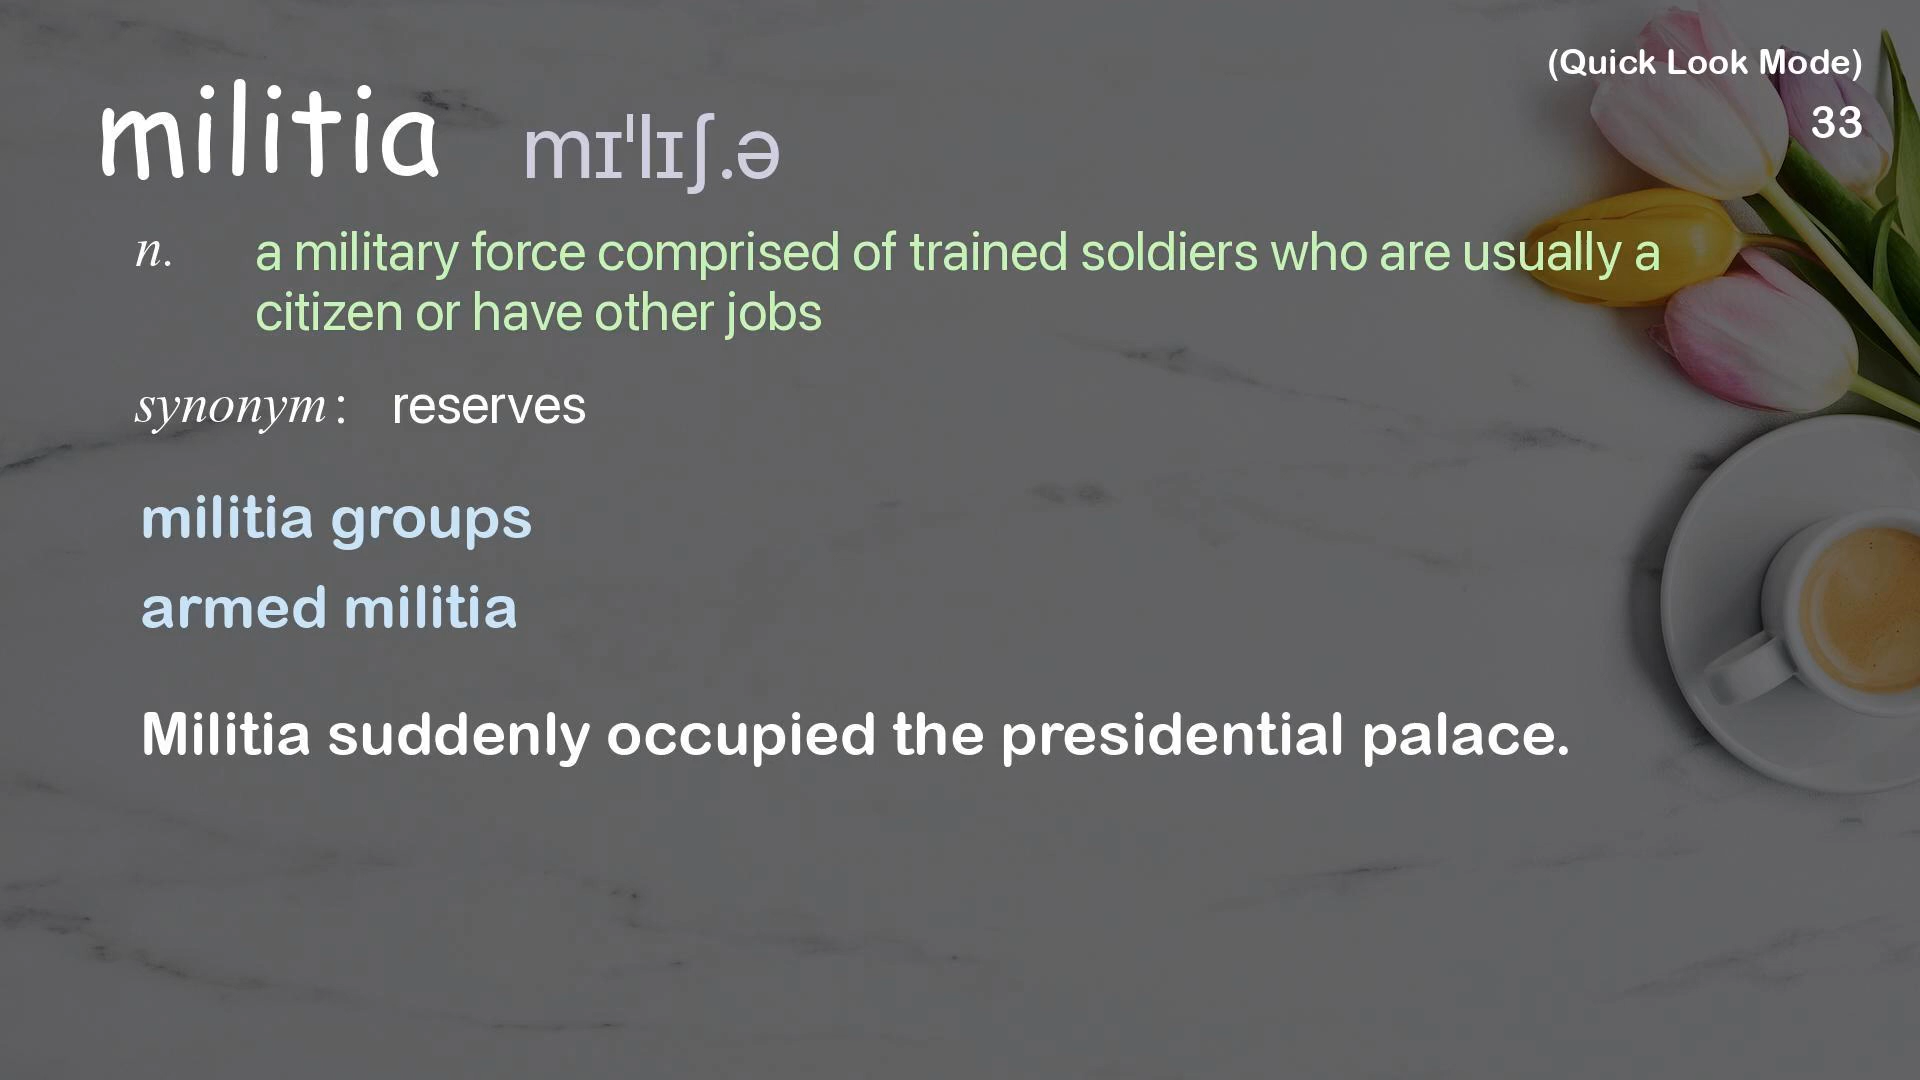 (Quick Look Mode)
33
militia mɪˈlɪʃ.ə
n. a military force comprised of trained soldiers who are usually a
citizen or have other jobs
synonym: reserves
militia groups
armed militia
Militia suddenly occupied the presidential palace.